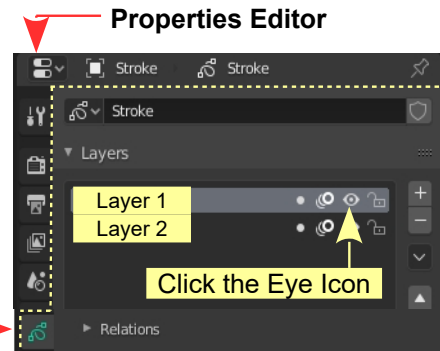 Properties Editor
Stroke Stroke
Stroke
Layers
Layer 1
Layer 2
Click the Eye Icon
Relations